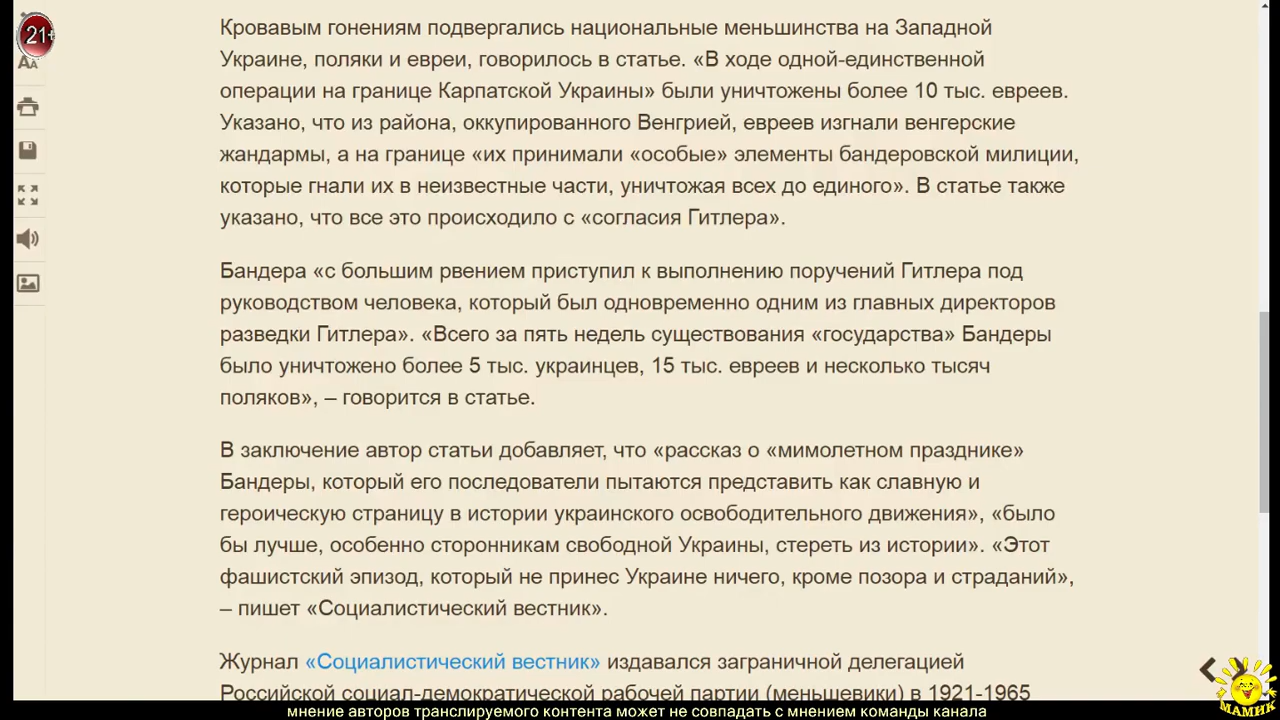 21+
Кровавым гонениям подвергались национальные меньшинства на Западной
Украине, поляки и евреи, говорилось в статье. «В ходе одной-единственной
операции на границе Карпатской Украины» были уничтожены более 10 тыс. евреев.
Указано, что из района, оккупированного Венгрией, евреев изгнали венгерские
жандармы, а на границе «их принимали «особые» элементы бандеровской милиции,
которые гнали их в неизвестные части, уничтожая всех до единого». В статье также
указано, что все это происходило с «согласия Гитлера».
Бандера «с большим рвением приступил к выполнению поручений Гитлера под
руководством человека, который был одновременно одним из главных директоров
разведки Гитлера». «Всего за пять недель существования «государства» Бандеры
было уничтожено более 5 тыс. украинцев, 15 тыс. евреев и несколько тысяч
поляков», – говорится в статье.
В заключение автор статьи добавляет, что «рассказ о «мимолетном празднике»
Бандеры, который его последователи пытаются представить как славную и
героическую страницу в истории украинского освободительного движения», «было
бы лучше, особенно сторонникам свободной Украины, стереть из истории». «Этот
фашистский эпизод, который не принес Украине ничего, кроме позора и страданий»,
– пишет «Социалистический вестник».
Журнал «Социалистический вестник» издавался заграничной делегацией
Российской социал-демократической рабочей партии (меньшевики) в 1921-1965
МАМИК
мнение авторов транслируемого контента может не совпадать с мнением команды канала